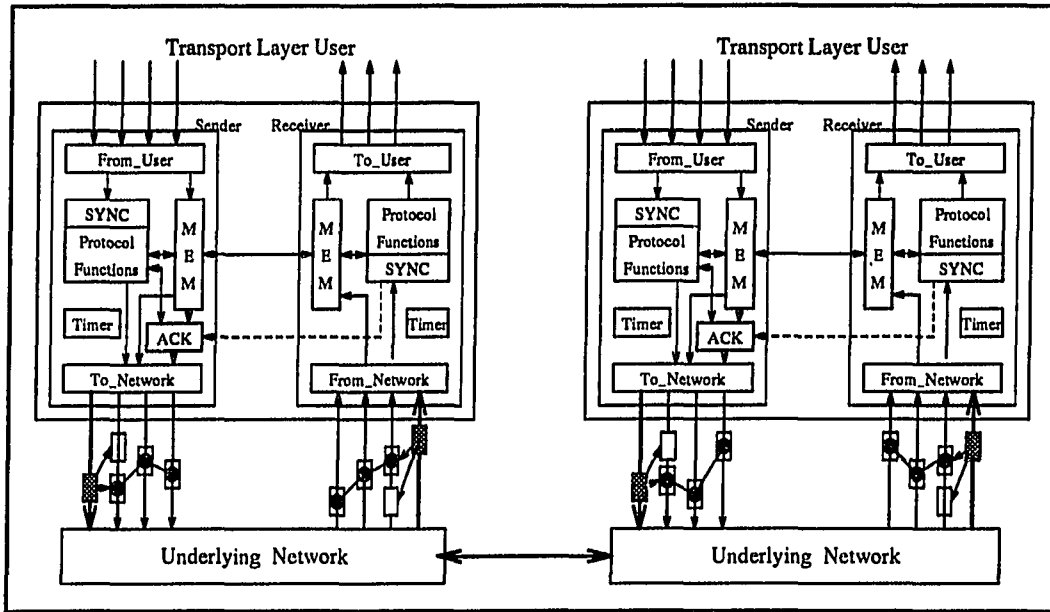 Transport Layer User
Sender
Receiver
From_User
To_User
SYNC
Protocol
Functions
M
E
M
M
E
M
Protocol
Functions
SYNC
Timer
ACK
Timer
To_Network
From_Network
Underlying Network
Transport Layer User
Sender
Receiver
From_User
To_User
SYNC
Protocol
Functions
M
E
M
M
E
M
Protocol
Functions
SYNC
Timer
ACK
Timer
To_Network
From_Network
Underlying Network